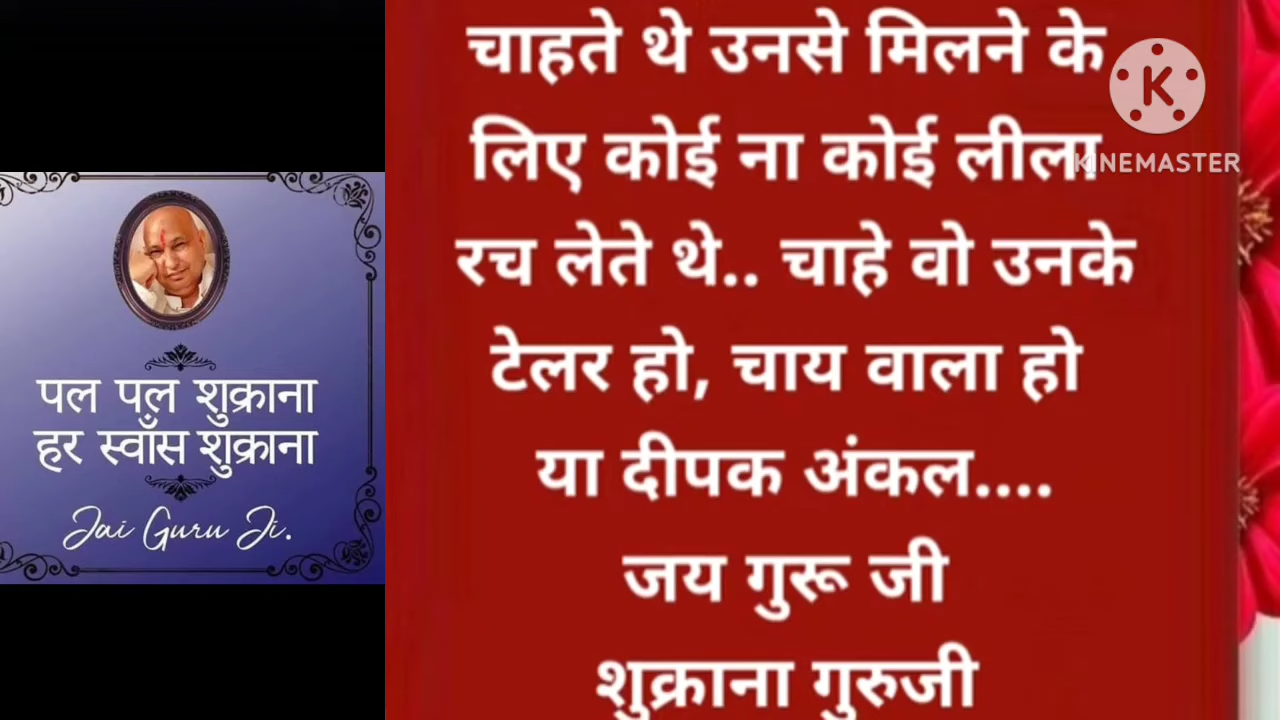 पल पल शुक्राना
हर स्वाँस शुक्राना
Jai Guru Ji.
चाहते थे उनसे मिलने के
लिए कोई ना कोई लीला
रच लेते थे.. चाहे वो उनके
टेलर हो, चाय वाला हो
या दीपक अंकल....
जय गुरू जी
शुक्राना गुरुजी
K
KINEMASTER